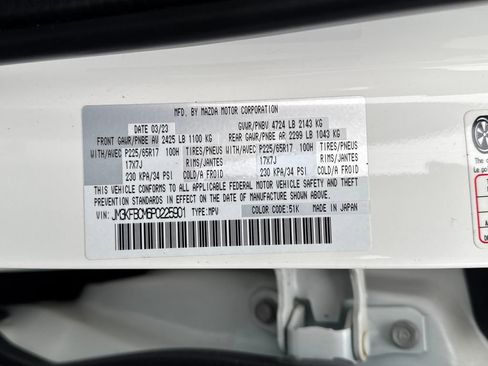 MFD. BY MAZDA MOTOR CORPORATION
DATE 03/23 GVWR/PNBV 4724 LB 2143 KG
FRONT GAWR/PNBE AV 2425 LB 1100 KG REAR GAWR/PNBE AR 2299 LB 1043 KG
WITH/AVEC P225/65R17 100H TIRES/PNEUS WITH/AVEC P225/65R17 100H TIRES/PNEUS
17X7J RIMS/JANTES 17X7J RIMS/JANTES
230 KPA/34 PSI COLD/A FROID 230 KPA/34 PSI COLD/A FROID
THIS VEHICLE CONFORMS TO ALL APPLICABLE FEDERAL MOTOR VEHICLE SAFETY AND THEFT
PREVENTION STANDARDS IN EFFECT ON THE DATE OF MANUFACTURE SHOWN ABOVE.
VIN: JM3KFBCM6P0225901 TYPE:MPV COLOR CODE:51K MADE IN JAPAN